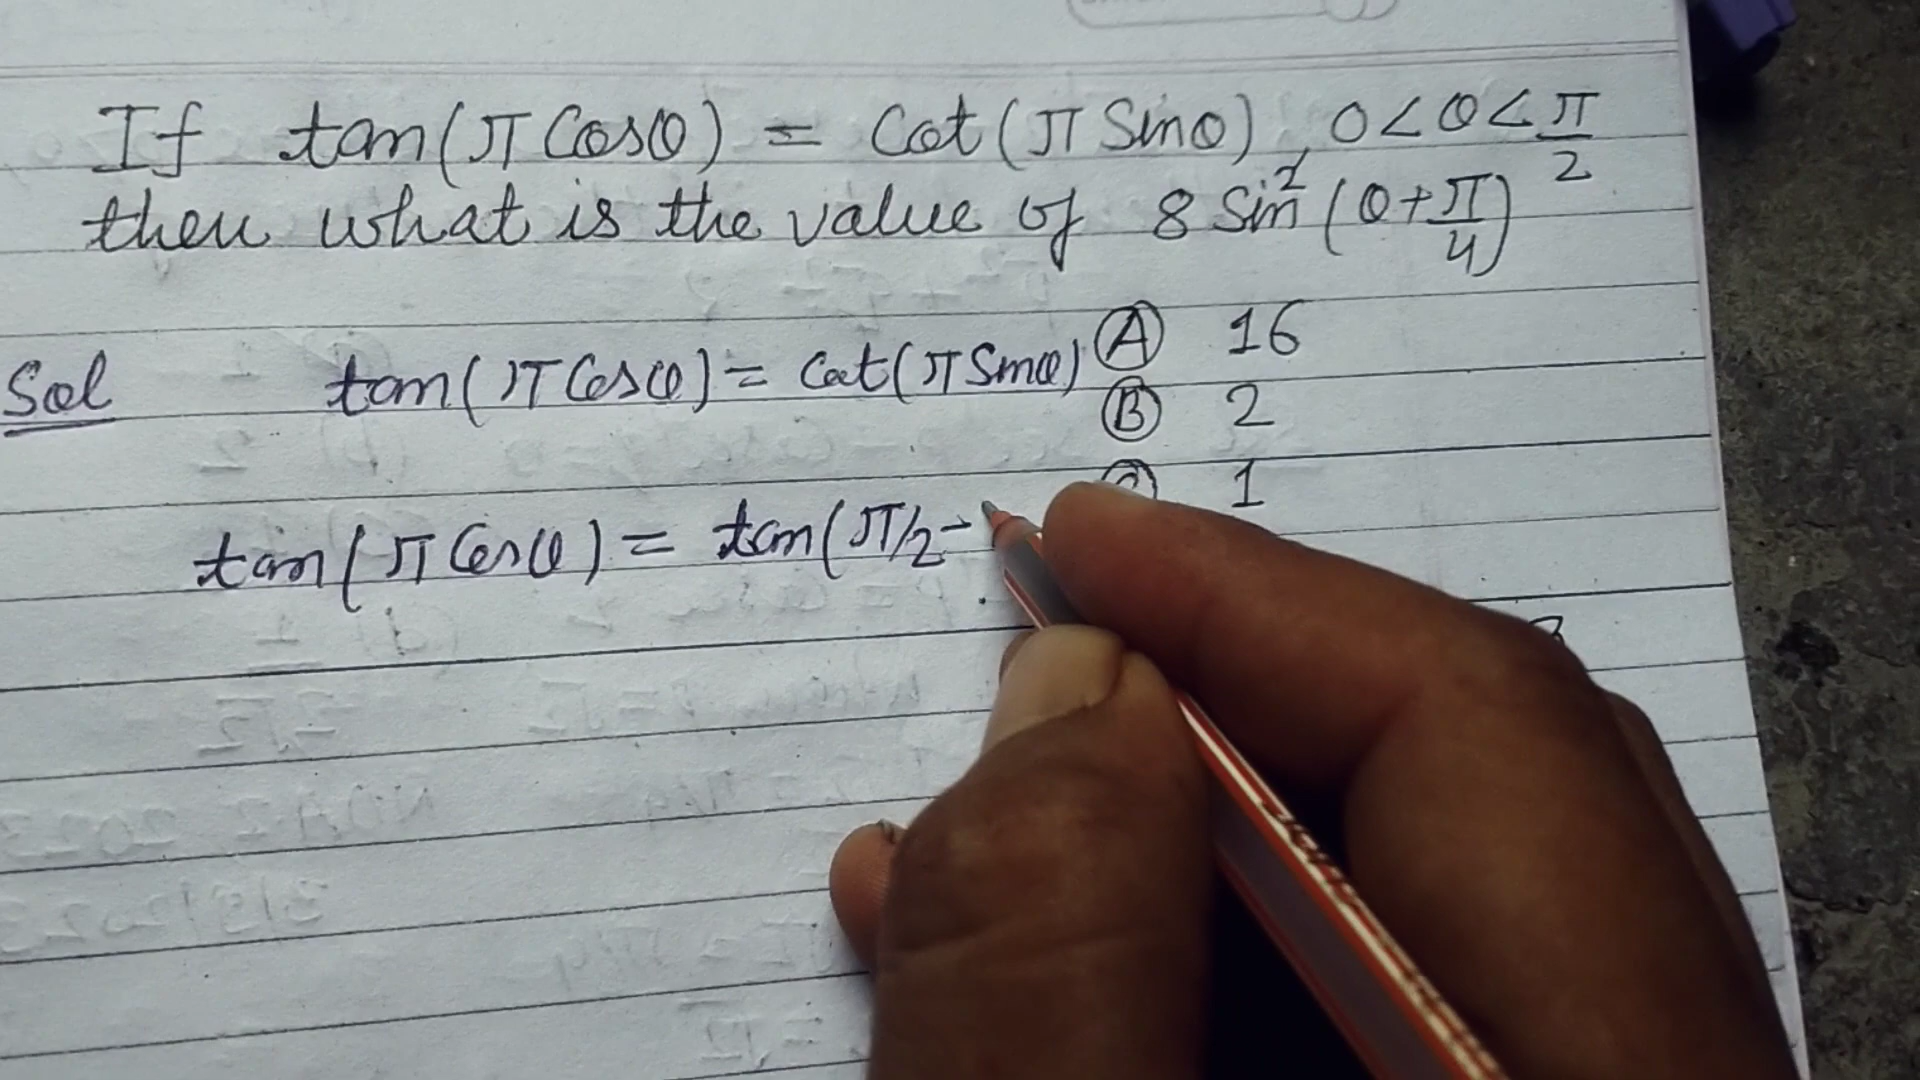 If tan(π Cosθ) = Cot(π Sinθ), 0<θ<π/2
then what is the value of 8 Sin²(θ+π/4)
Sol tan(π Cosθ) = Cot(π Sinθ) Ⓐ 16
Ⓑ 2
1
tan(π Cosθ) = tan(π/2-